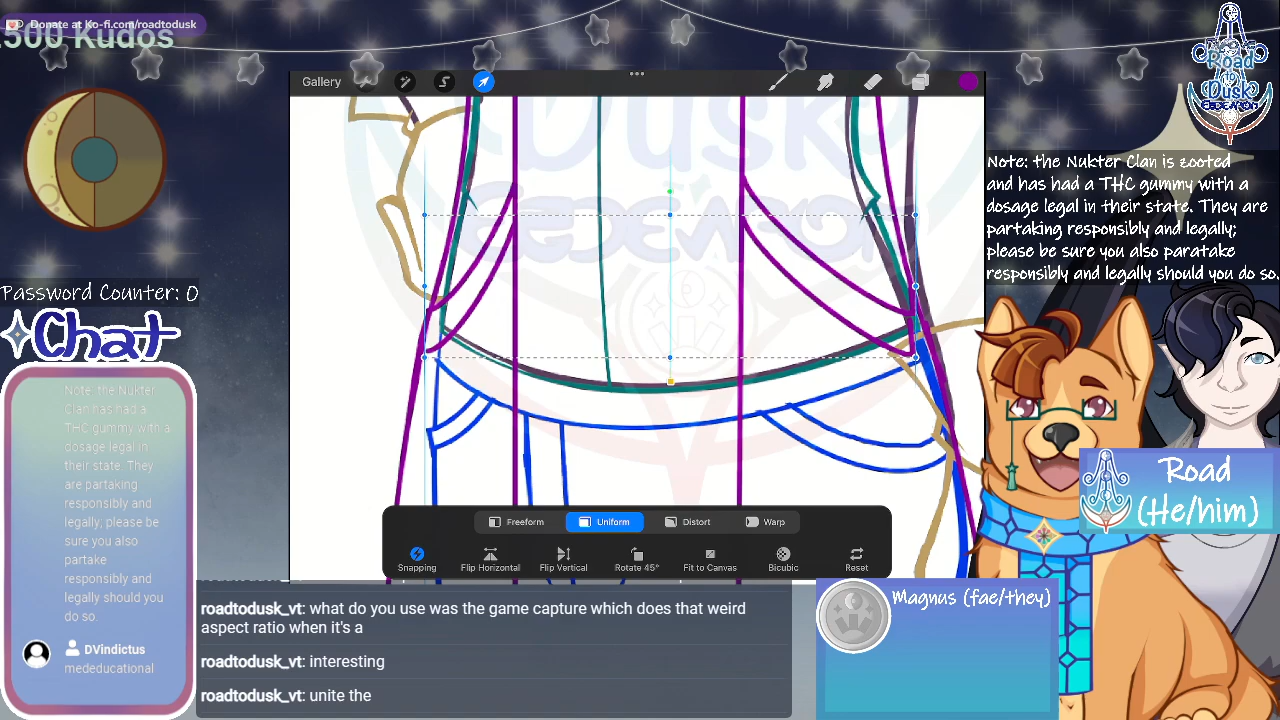 Donate at Ko-fi.com/roadtodusk
500 Kudos
Password Counter: 0
Chat
Note: the Nukter
Clan has had a
THC gummy with a
dosage legal in
their state. They
are partaking
responsibly and
legally; please be
sure you also
partake
responsibly and
legally should you
do so.
DVindictus
mededucational
Gallery
Dusk
Freeform
Uniform
Distort
Warp
Snapping
Flip Horizontal
Flip Vertical
Rotate 45°
Fit to Canvas
Bicubic
Reset
roadtodusk_vt: what do you use was the game capture which does that weird
aspect ratio when it's a
roadtodusk_vt: interesting
roadtodusk_vt: unite the
Road
to
Dusk
Note: the Nukter Clan is zooted
and has had a THC gummy with a
dosage legal in their state. They are
partaking responsibly and legally;
please be sure you also paratake
responsibly and legally should you do so.
Road
(He/him)
Magnus (fae/they)